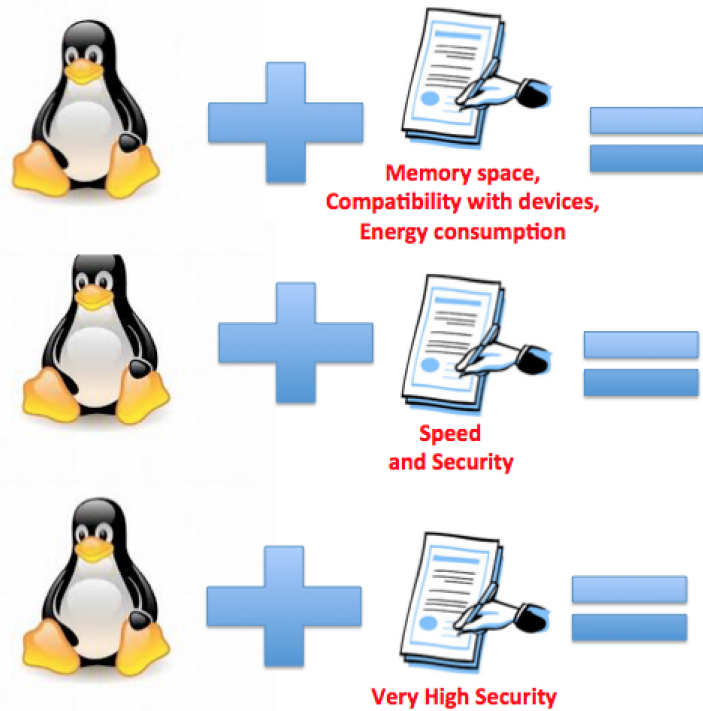 Memory space,
Compatibility with devices,
Energy consumption
Speed
and Security
Very High Security